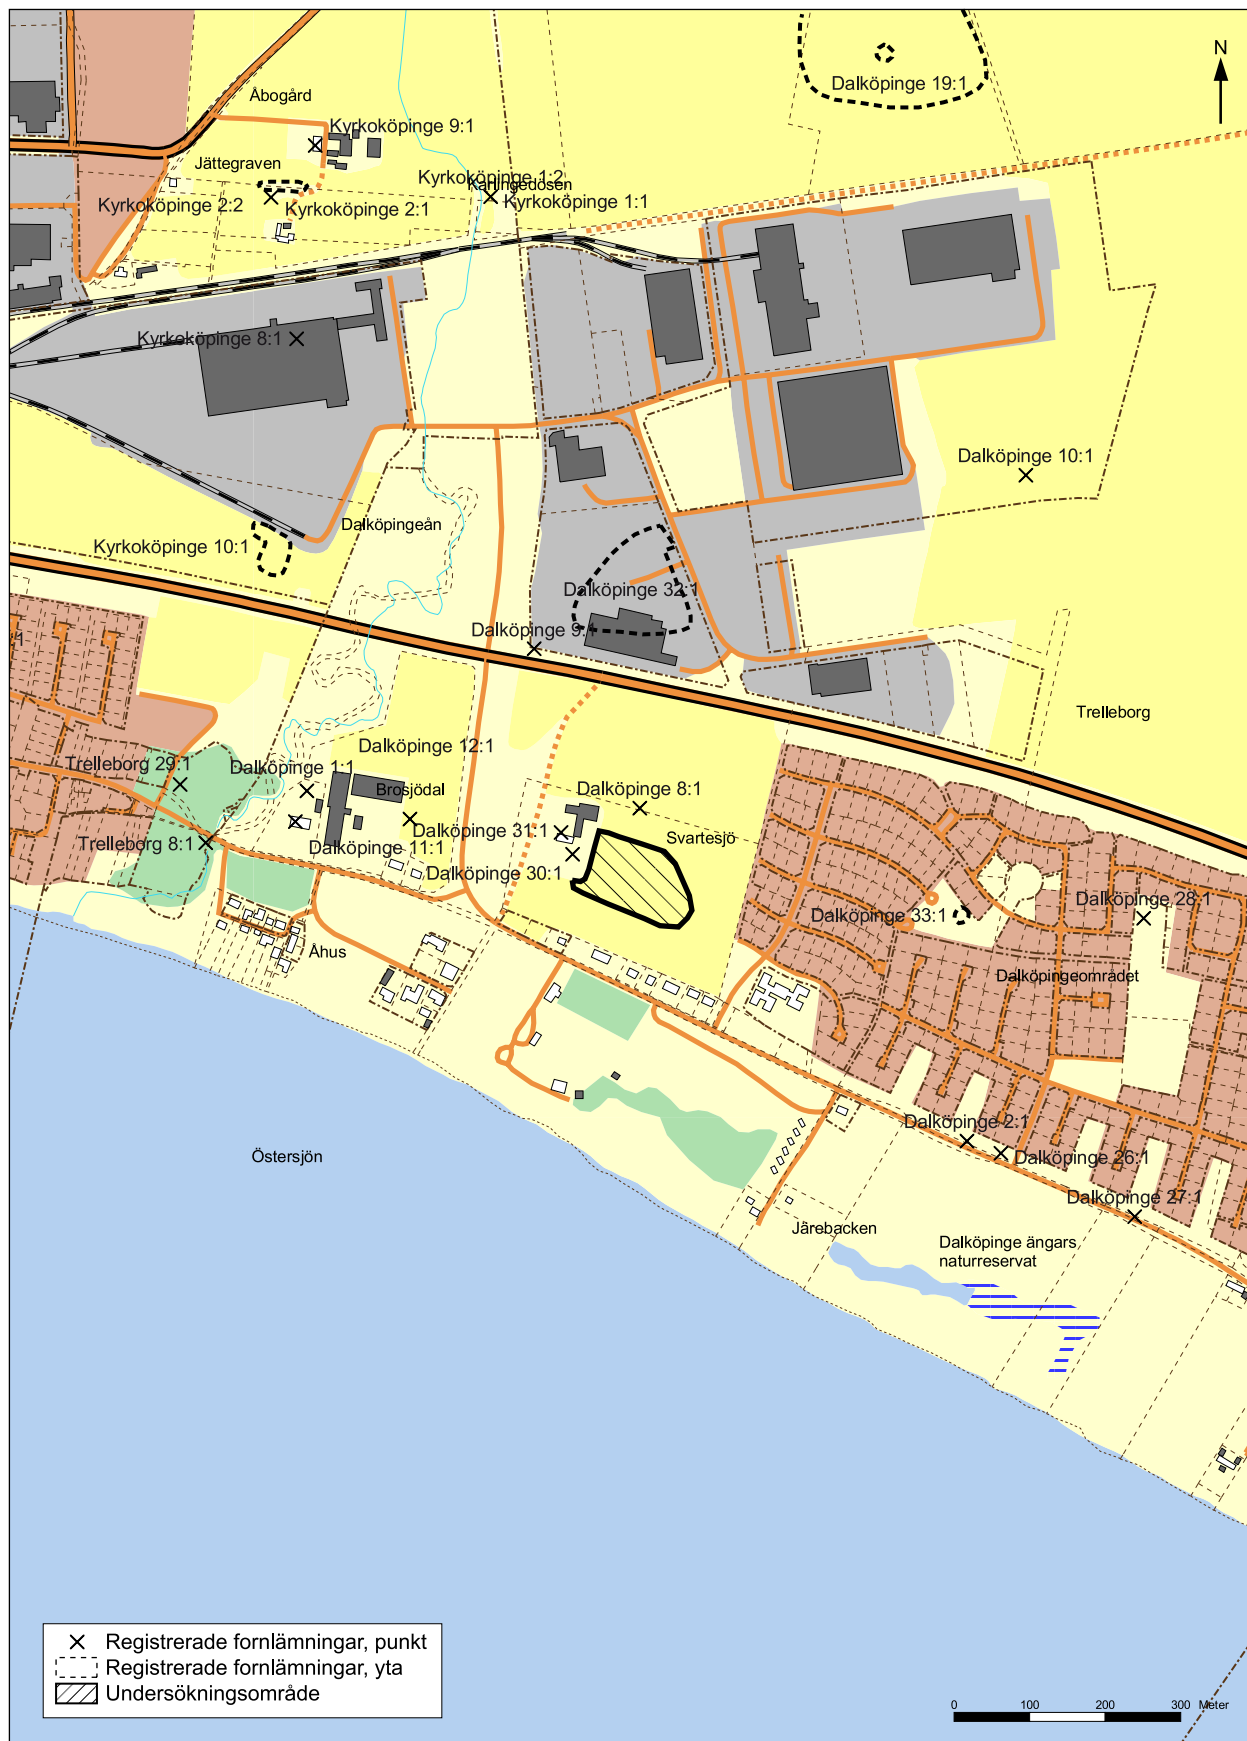 N
Dalköpinge 19:1
Åbogård
Kyrkoköpinge 9:1
Jättegraven
Kyrkoköpinge 1:2
Kärlingedösen
Kyrkoköpinge 2:2
Kyrkoköpinge 2:1
Kyrkoköpinge 1:1
Kyrkoköpinge 8:1
Dalköpinge 10:1
Dalköpingeån
Kyrkoköpinge 10:1
Dalköpinge 32:1
Dalköpinge 9:1
Trelleborg
Dalköpinge 12:1
Trelleborg 29:1
Dalköpinge 1:1
Brosjödal
Dalköpinge 8:1
Dalköpinge 31:1
Svartesjö
Trelleborg 8:1
Dalköpinge 11:1
Dalköpinge 30:1
Dalköpinge 28:1
Dalköpinge 33:1
Åhus
Dalköpingeområdet
Dalköpinge 2:1
Östersjön
Dalköpinge 26:1
Dalköpinge 27:1
Järebacken
Dalköpinge ängars
naturreservat
Registrerade fornlämningar, punkt
Registrerade fornlämningar, yta
Undersökningsområde
0 100 200 300 Meter